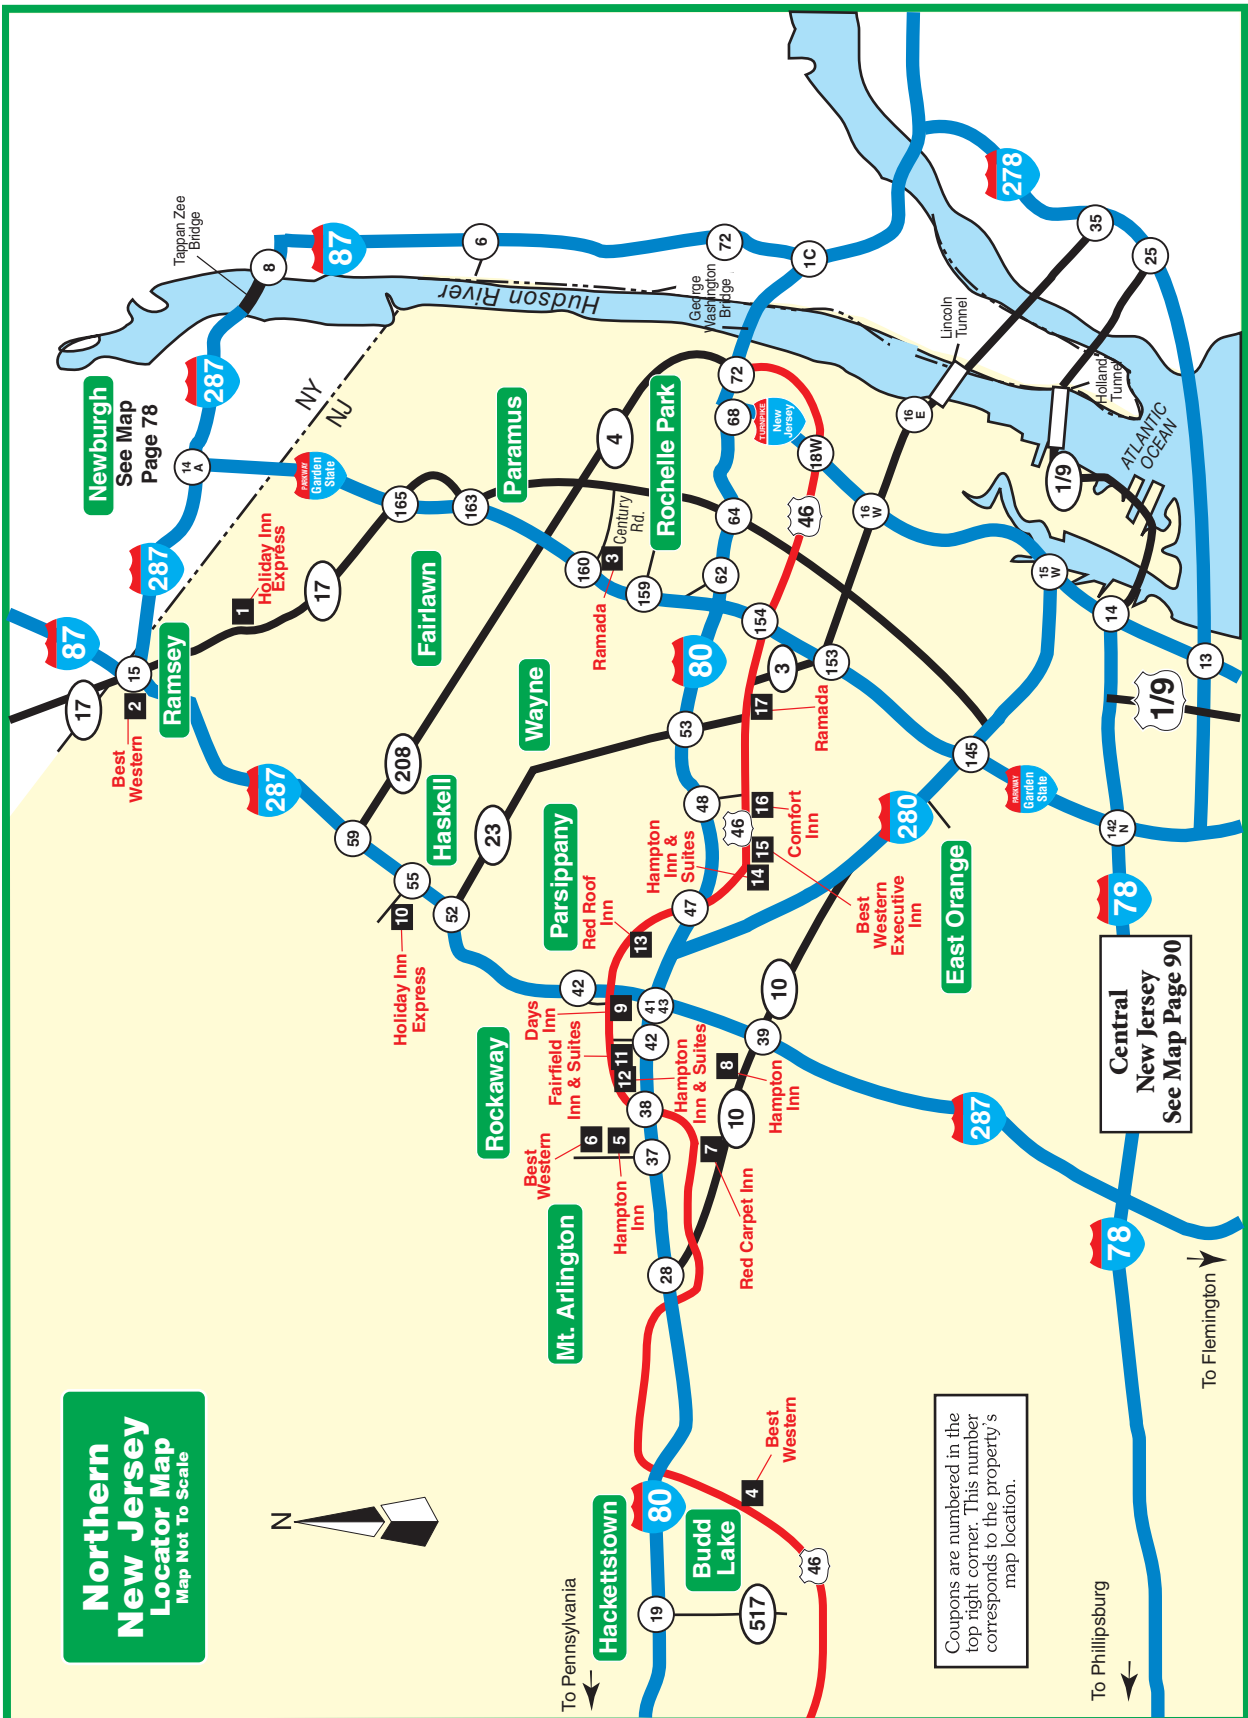 Northern
New Jersey
Locator Map
Map Not To Scale
N
To Pennsylvania
Hackettstown
19
517
80
Budd
Lake
46
4
Best
Western
Coupons are numbered in the
top right corner. This number
corresponds to the property's
map location.
To Phillipsburg
To Flemington
78
Central
New Jersey
See Map Page 90
78
287
Mt. Arlington
28
Red Carpet Inn
7
10
Hampton
Inn
5
Best
Western
6
37
38
Rockaway
12
11
Fairfield
Inn & Suites
Hampton
Inn & Suites
42
8
Hampton
Inn
39
10
Days
Inn
9
41
43
42
Holiday Inn
Express
10
Parsippany
Red Roof
Inn
13
47
Hampton
Inn &
Suites
14
15
Best
Western
Executive
Inn
16
Comfort
Inn
46
48
East Orange
280
52
55
59
Haskell
23
208
287
Wayne
53
80
17
Ramada
3
153
154
145
PARKWAY
Garden
State
142
N
1/9
13
14
15
W
Best
Western
2
Ramsey
15
17
87
287
1
Holiday Inn
Express
17
Fairlawn
Ramada
3
Century
Rd.
160
159
62
64
Rochelle Park
Paramus
163
165
PARKWAY
Garden
State
14
A
Newburgh
See Map
Page 78
287
NY
NJ
4
68
72
TURNPIKE
New
Jersey
18W
46
16
W
16
E
1/9
ATLANTIC
OCEAN
Holland
Tunnel
Lincoln
Tunnel
George
Washington
Bridge
Hudson River
Tappan Zee
Bridge
8
87
6
72
1C
278
35
25